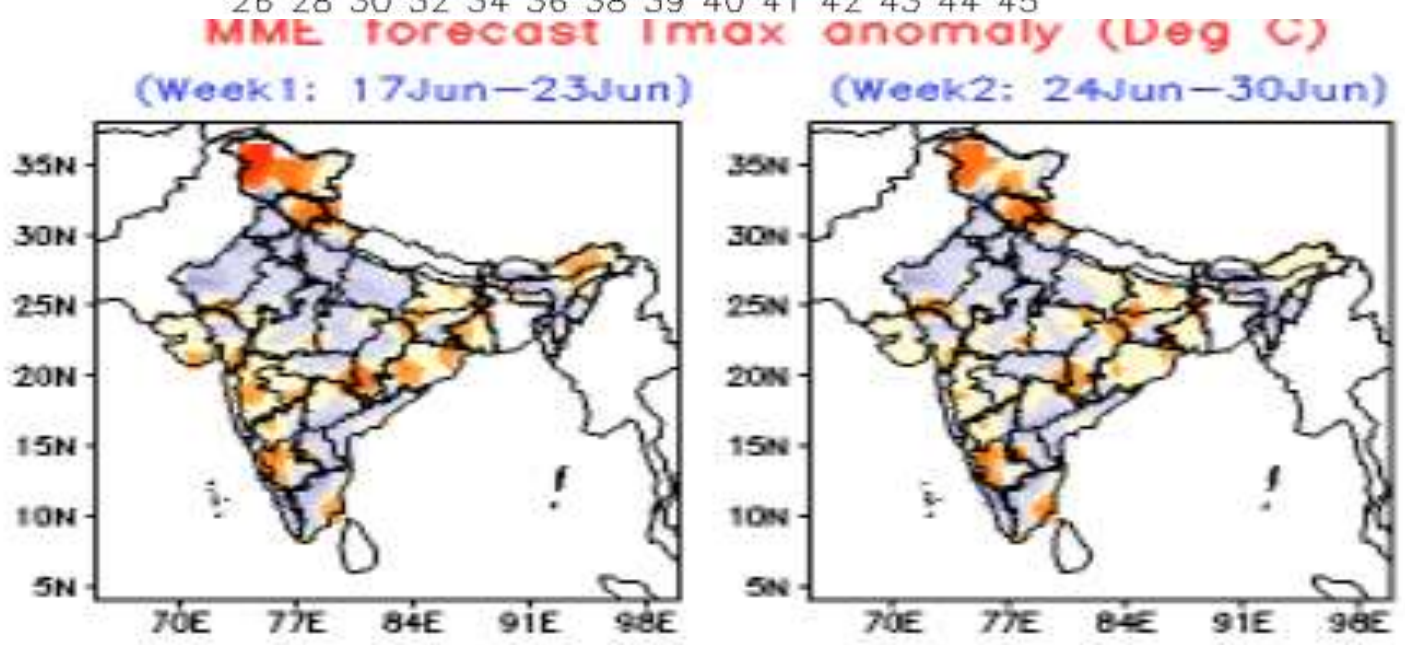 26 28 30 32 34 36 38 39 40 41 42 43 44 45
MME forecast Tmax anomaly (Deg C)
(Week1: 17Jun-23Jun) (Week2: 24Jun-30Jun)
35N 35N
30N 30N
25N 25N
20N 20N
15N 15N
10N 10N
5N 5N
70E 77E 84E 91E 98E 70E 77E 84E 91E 98E